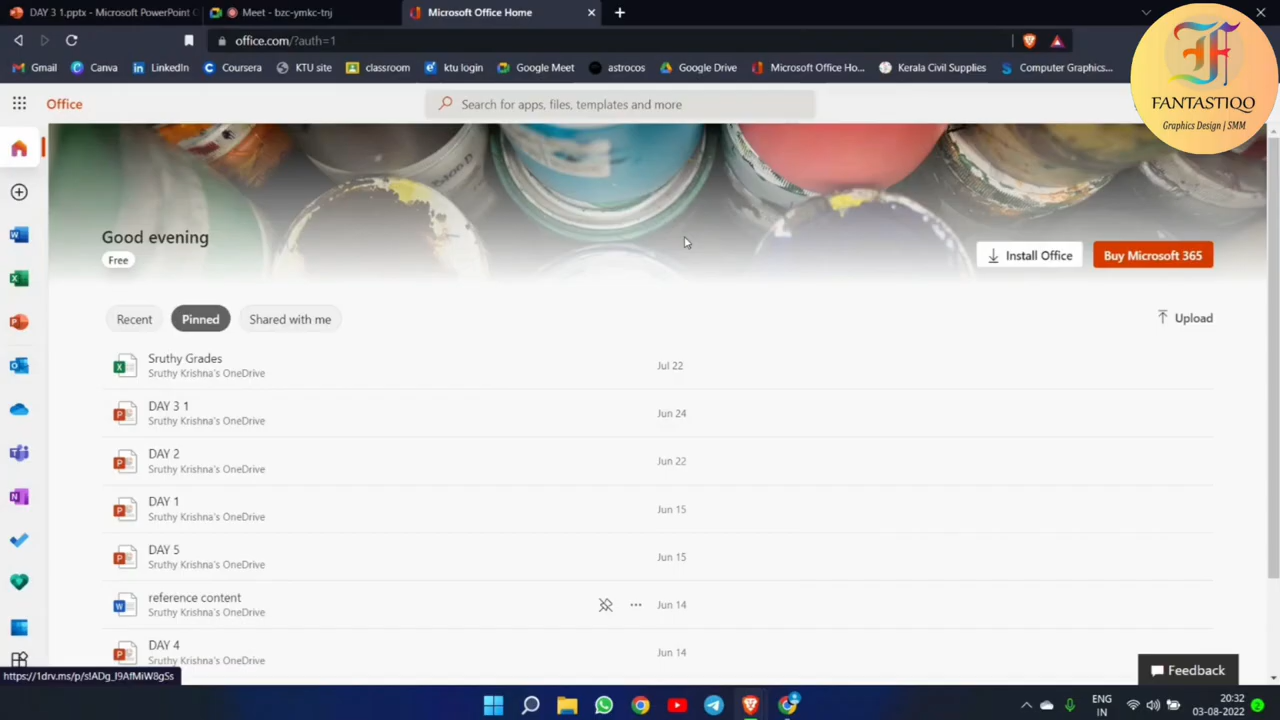 DAY 3 1.pptx - Microsoft PowerPoint
Meet - bzc-ymkc-tnj
Microsoft Office Home
office.com/?auth=1
Gmail
Canva
LinkedIn
Coursera
KTU site
classroom
ktu login
Google Meet
astrocos
Google Drive
Microsoft Office Ho...
Kerala Civil Supplies
Computer Graphics...
FANTASTIQO
Graphics Design | SMM
Office
Search for apps, files, templates and more
Good evening
Free
Install Office
Buy Microsoft 365
Recent
Pinned
Shared with me
Upload
Sruthy Grades
Sruthy Krishna's OneDrive
Jul 22
DAY 3 1
Sruthy Krishna's OneDrive
Jun 24
DAY 2
Sruthy Krishna's OneDrive
Jun 22
DAY 1
Sruthy Krishna's OneDrive
Jun 15
DAY 5
Sruthy Krishna's OneDrive
Jun 15
reference content
Sruthy Krishna's OneDrive
Jun 14
DAY 4
Sruthy Krishna's OneDrive
Jun 14
Feedback
ENG
IN
20:32
03-08-2022
2